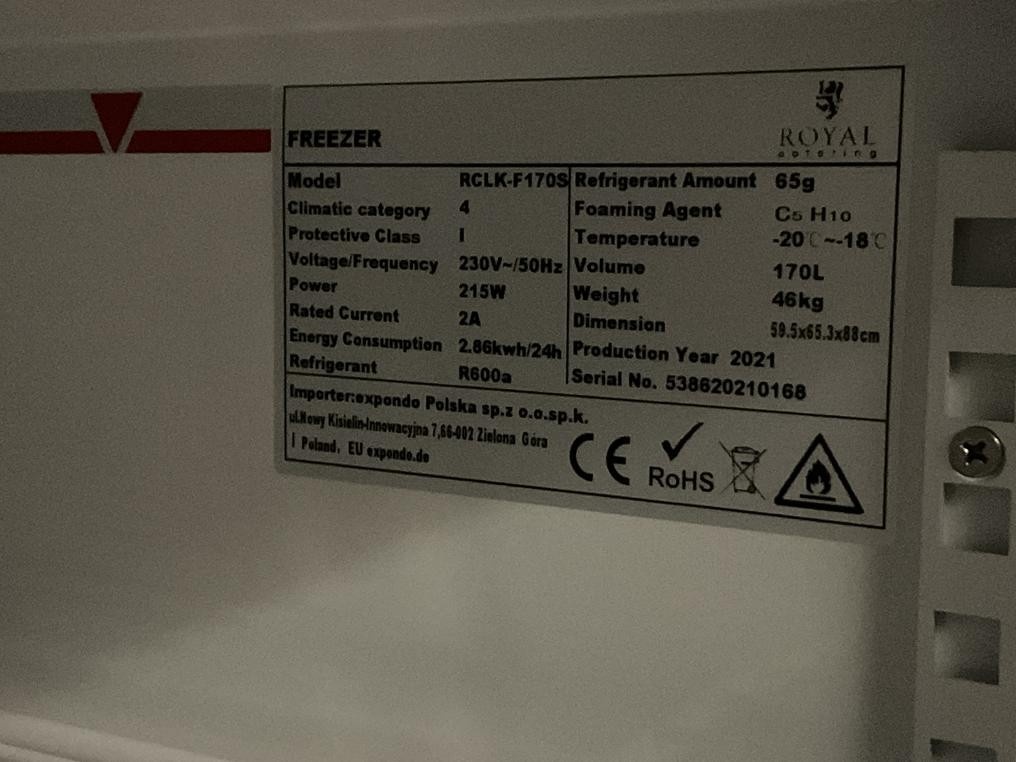 FREEZER
ROYAL
catering
Model RCLK-F170S
Climatic category 4
Protective Class I
Voltage/Frequency 230V~/50Hz
Power 215W
Rated Current 2A
Energy Consumption 2.86kwh/24h
Refrigerant R600a
Refrigerant Amount 65g
Foaming Agent C5 H10
Temperature -20℃~-18℃
Volume 170L
Weight 46kg
Dimension 59.5x65.3x88cm
Production Year 2021
Serial No. 538620210168
Importer:expondo Polska sp.z o.o.sp.k.
ul.Nowy Kisielin-Innowacyjna 7,66-002 Zielona Góra
| Poland, EU expondo.de
CE
RoHS